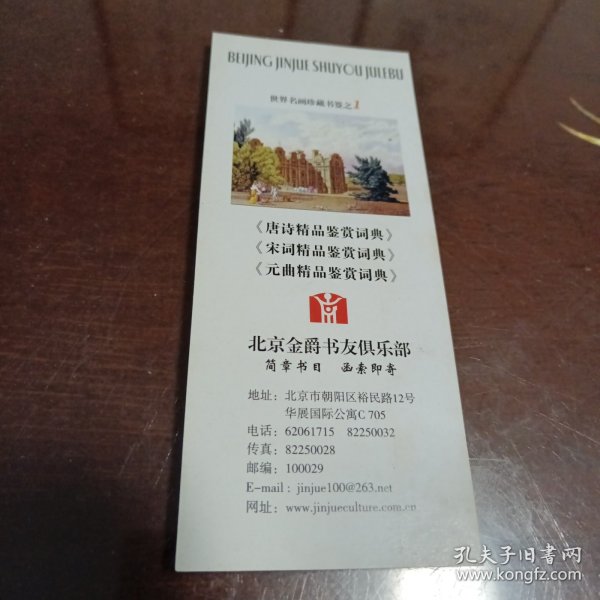 BEIJING JINJUE SHUYOU JULEBU
世界名画珍藏书签之1
《唐诗精品鉴赏词典》
《宋词精品鉴赏词典》
《元曲精品鉴赏词典》
北京金爵书友俱乐部
简章书目 函索即寄
地址：北京市朝阳区裕民路12号
华展国际公寓C 705
电话：62061715 82250032
传真：82250028
邮编：100029
E-mail：jinjue100@263.net
网址：www.jinjueculture.com.cn
孔夫子旧书网
www.kongfz.com